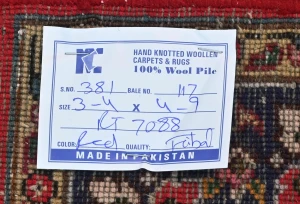 HAND KNOTTED WOOLLEN
CARPETS & RUGS
100% Wool Pile
S.NO. 381 BALE NO. 117
SIZE 3-4 X 4-9
RT 7088
COLOR: Red QUALITY: Tribal
MADE IN PAKISTAN